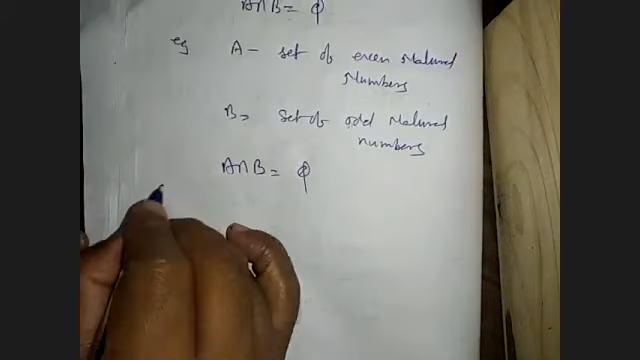 A∩B = ϕ
eg A – set of even Natural
Numbers
B = set of odd Natural
numbers
A∩B = ϕ